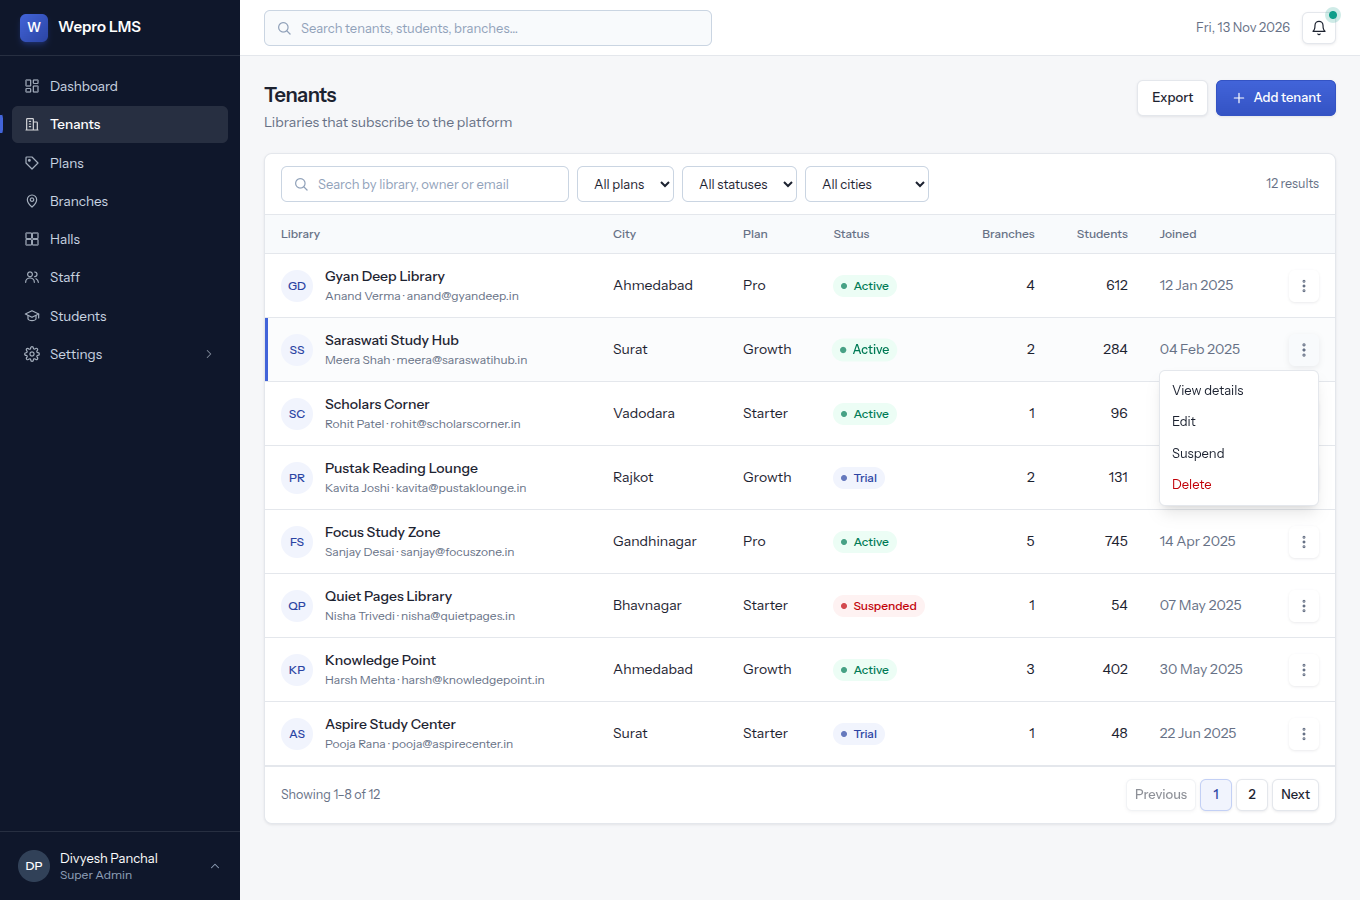 W Wepro LMS
Search tenants, students, branches...
Fri, 13 Nov 2026
Dashboard
Tenants
Plans
Branches
Halls
Staff
Students
Settings
DP Divyesh Panchal
Super Admin
Tenants
Libraries that subscribe to the platform
Export
Add tenant
Search by library, owner or email
All plans
All statuses
All cities
12 results
Library City Plan Status Branches Students Joined
GD Gyan Deep Library Ahmedabad Pro Active 4 612 12 Jan 2025
Anand Verma · anand@gyandeep.in
SS Saraswati Study Hub Surat Growth Active 2 284 04 Feb 2025
Meera Shah · meera@saraswatihub.in
View details
Edit
Suspend
Delete
SC Scholars Corner Vadodara Starter Active 1 96
Rohit Patel · rohit@scholarscorner.in
PR Pustak Reading Lounge Rajkot Growth Trial 2 131
Kavita Joshi · kavita@pustaklounge.in
FS Focus Study Zone Gandhinagar Pro Active 5 745 14 Apr 2025
Sanjay Desai · sanjay@focuszone.in
QP Quiet Pages Library Bhavnagar Starter Suspended 1 54 07 May 2025
Nisha Trivedi · nisha@quietpages.in
KP Knowledge Point Ahmedabad Growth Active 3 402 30 May 2025
Harsh Mehta · harsh@knowledgepoint.in
AS Aspire Study Center Surat Starter Trial 1 48 22 Jun 2025
Pooja Rana · pooja@aspirecenter.in
Showing 1–8 of 12
Previous 1 2 Next